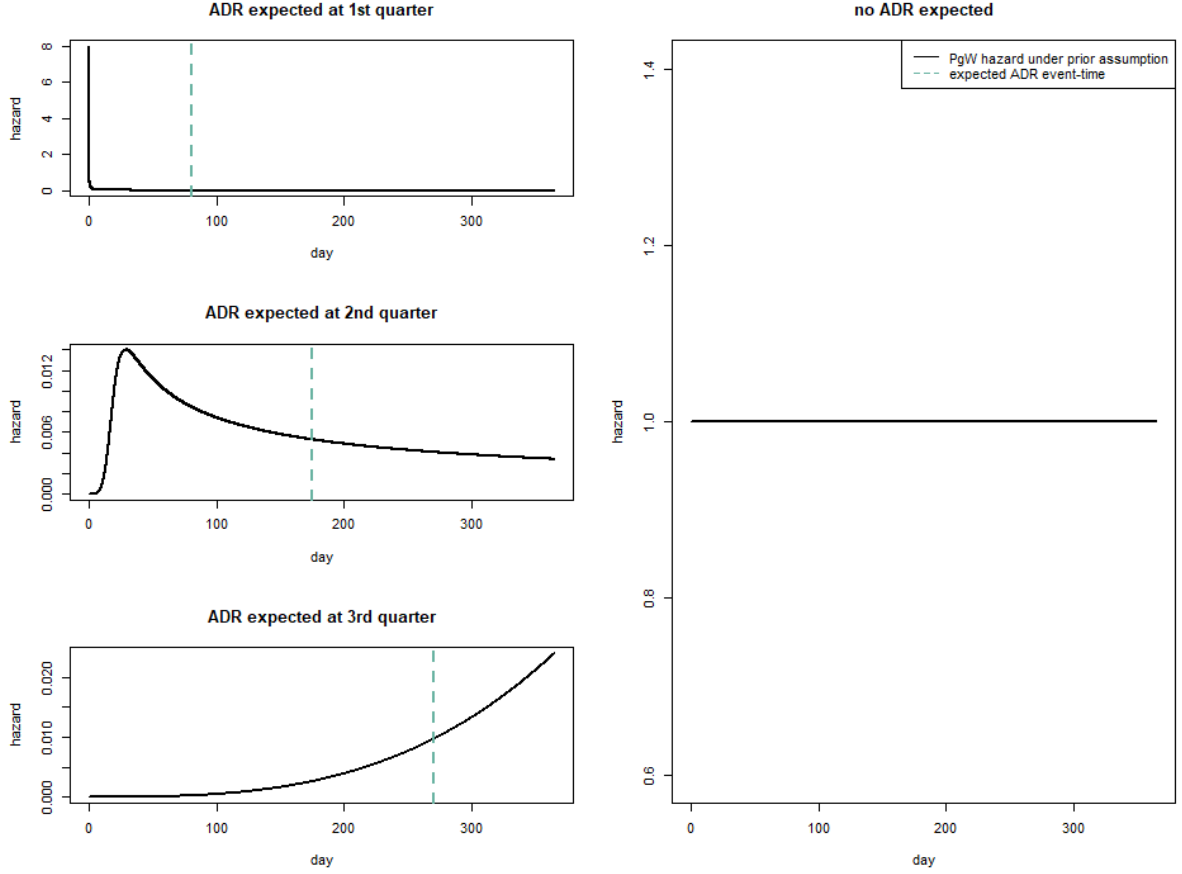 ADR expected at 1st quarter
hazard
8
6
4
2
0
0 100 200 300
day
ADR expected at 2nd quarter
hazard
0.012
0.006
0.000
0 100 200 300
day
ADR expected at 3rd quarter
hazard
0.020
0.010
0.000
0 100 200 300
day
no ADR expected
PgW hazard under prior assumption
expected ADR event-time
hazard
1.4
1.2
1.0
0.8
0.6
0 100 200 300
day